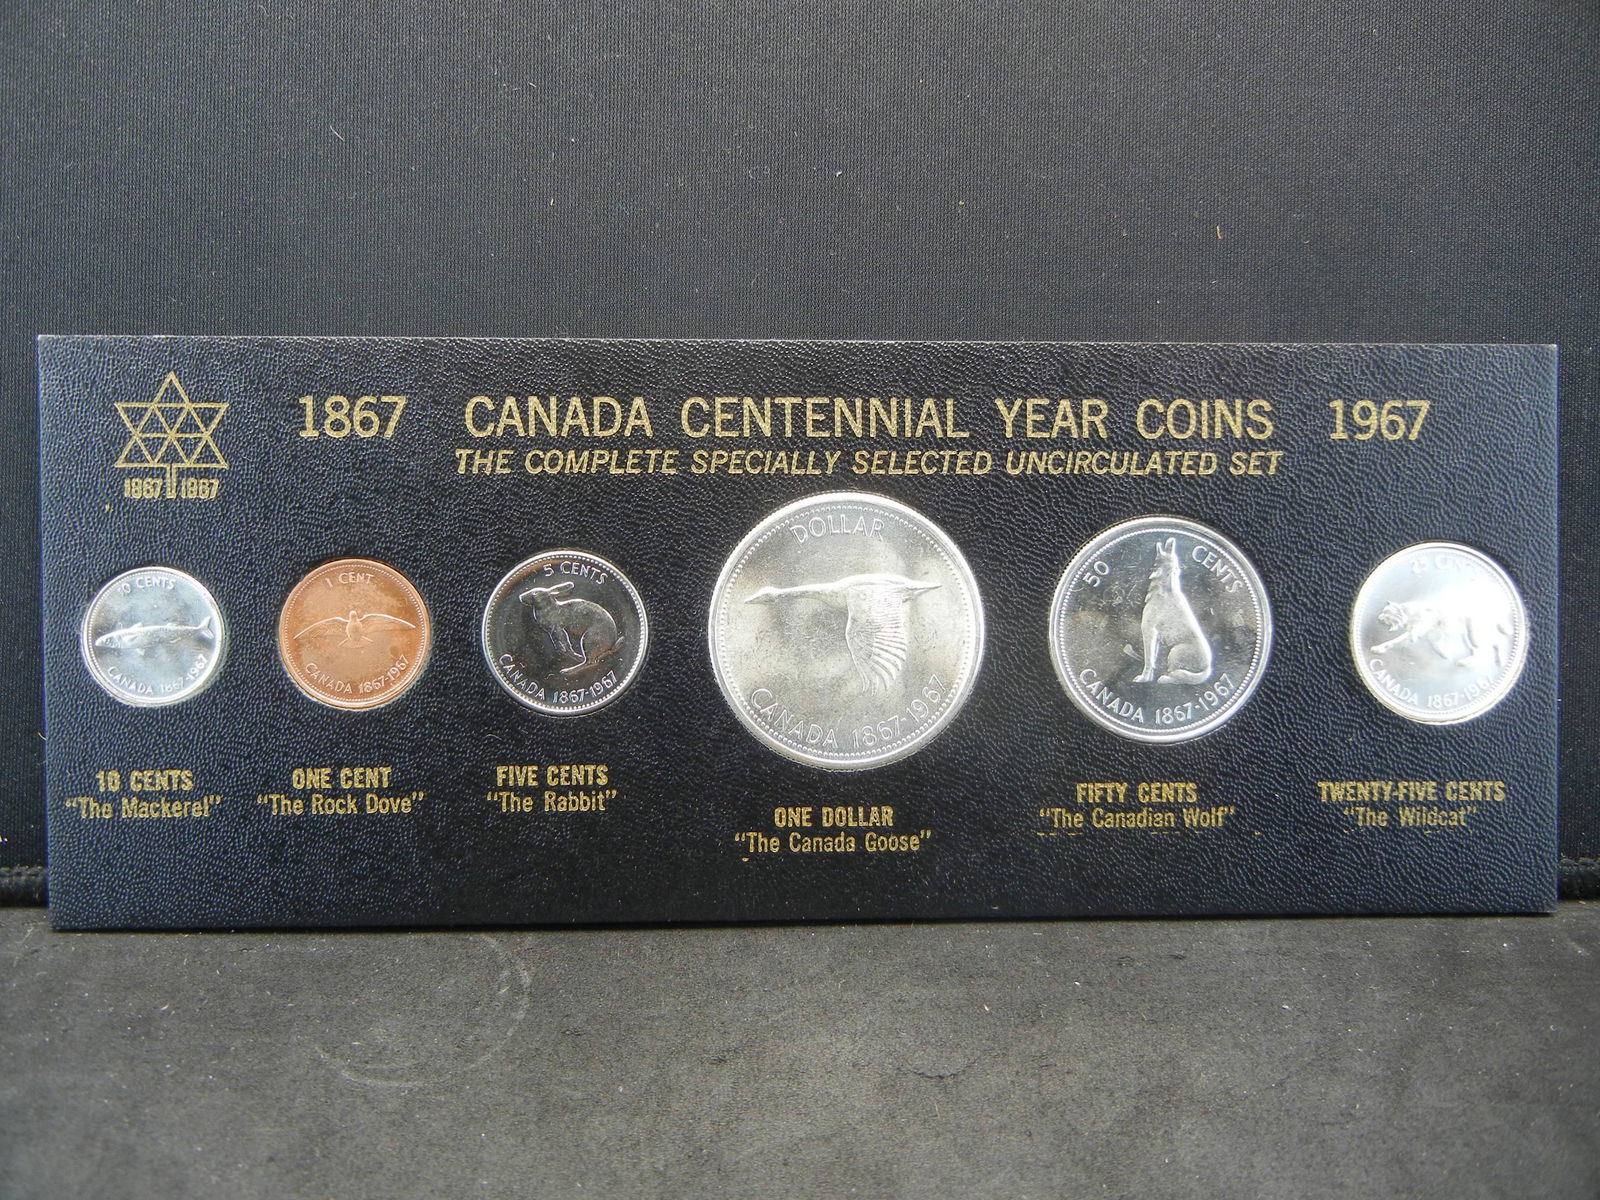 1867 CANADA CENTENNIAL YEAR COINS 1967
THE COMPLETE SPECIALLY SELECTED UNCIRCULATED SET
1867 1967
10 CENTS
CANADA 1867-1967
1 CENT
CANADA 1867-1967
5 CENTS
CANADA 1867-1967
DOLLAR
CANADA 1867-1967
50 CENTS
CANADA 1867-1967
25 CENTS
CANADA 1867-1967
10 CENTS
"The Mackerel"
ONE CENT
"The Rock Dove"
FIVE CENTS
"The Rabbit"
ONE DOLLAR
"The Canada Goose"
FIFTY CENTS
"The Canadian Wolf"
TWENTY-FIVE CENTS
"The Wildcat"